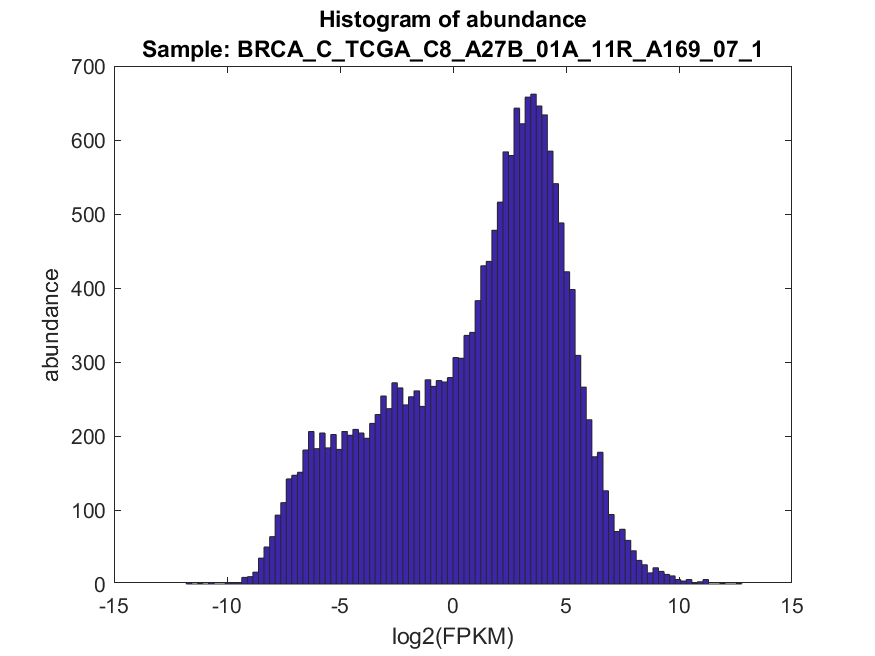 Histogram of abundance
Sample: BRCA_C_TCGA_C8_A27B_01A_11R_A169_07_1
700
600
500
400
300
200
100
0
abundance
-15 -10 -5 0 5 10 15
log2(FPKM)